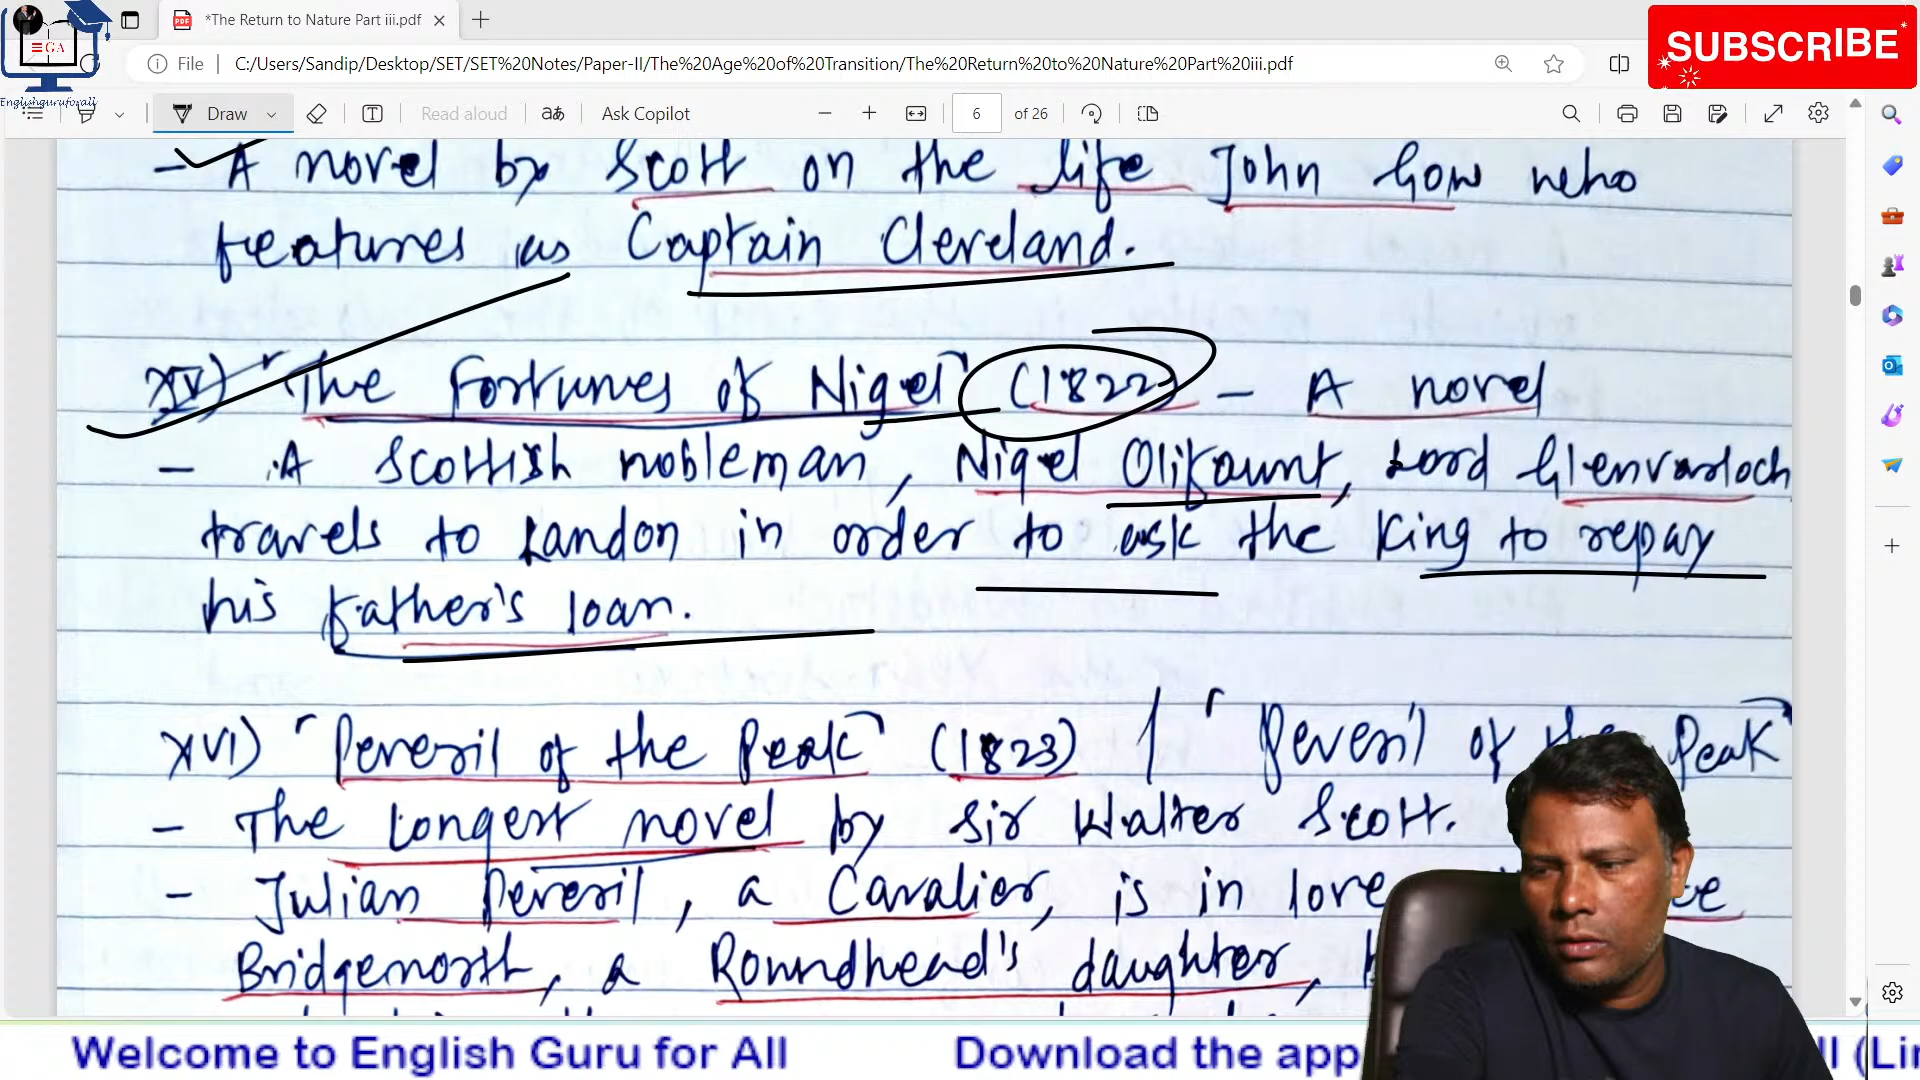 *The Return to Nature Part iii.pdf
SUBSCRIBE
GA
Englishguruforall
File C:/Users/Sandip/Desktop/SET/SET%20Notes/Paper-II/The%20Age%20of%20Transition/The%20Return%20to%20Nature%20Part%20iii.pdf
Draw Read aloud aあ Ask Copilot 6 of 26
- A novel by Scott on the life John Gow who
features as Captain Cleveland.
XV) "The Fortunes of Nigel" (1822) - A novel
- A Scottish nobleman, Nigel Olifaunt, Lord Glenvarloch
travels to London in order to ask the King to repay
his father's loan.
XVI) "Peveril of the Peak" (1823) / "Peveril of the Peak"
- The longest novel by Sir Walter Scott.
- Julian Peveril, a Cavalier, is in love
Bridgenorth, a Roundhead's daughter,
Welcome to English Guru for All Download the app